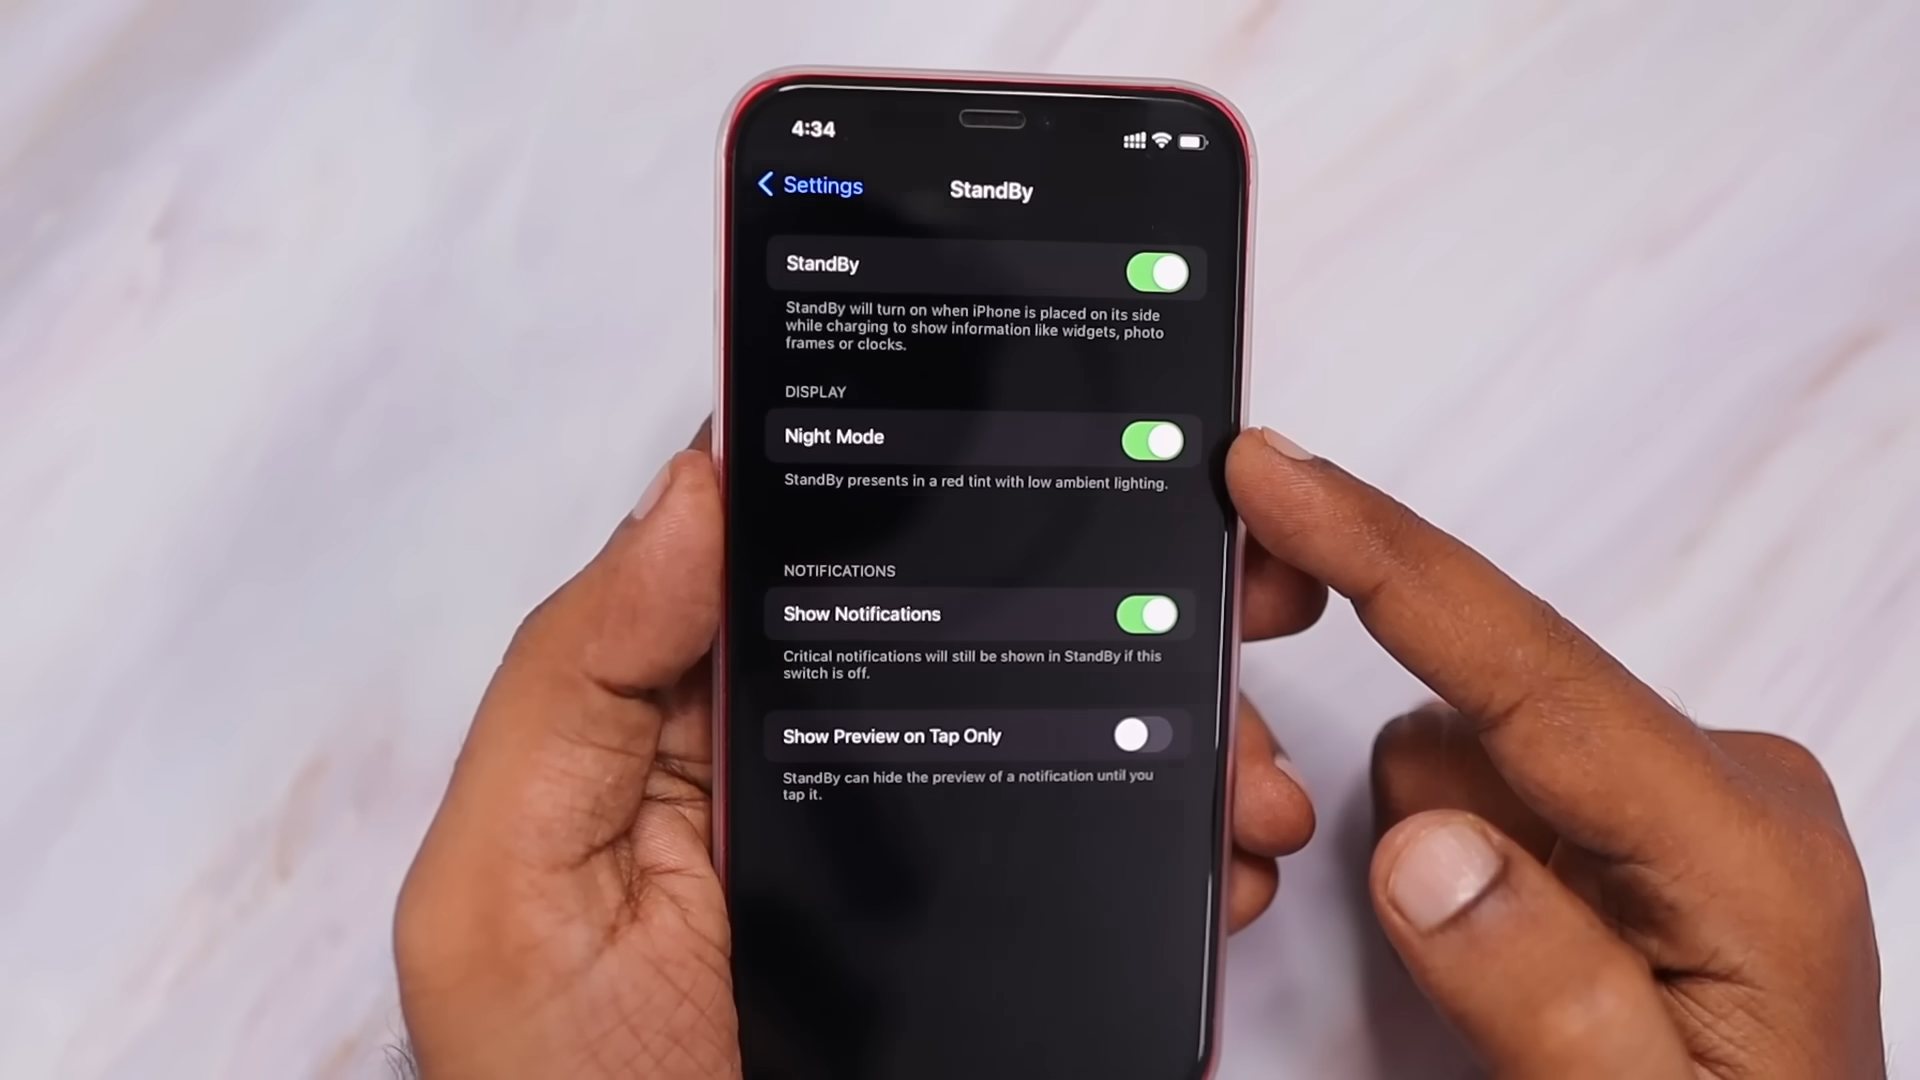 4:34
Settings
StandBy
StandBy
StandBy will turn on when iPhone is placed on its side
while charging to show information like widgets, photo
frames or clocks.
DISPLAY
Night Mode
StandBy presents in a red tint with low ambient lighting.
NOTIFICATIONS
Show Notifications
Critical notifications will still be shown in StandBy if this
switch is off.
Show Preview on Tap Only
StandBy can hide the preview of a notification until you
tap it.